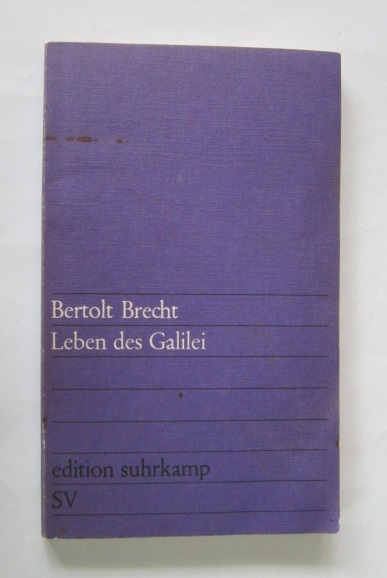 Bertolt Brecht
Leben des Galilei
edition suhrkamp
SV